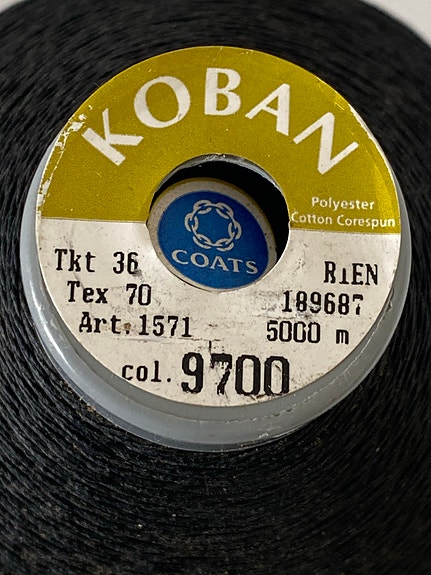 KOBAN
Polyester
Cotton Corespun
COATS
Tkt 36
Tex 70
Art.1571
R1EN
189687
5000 m
col. 9700